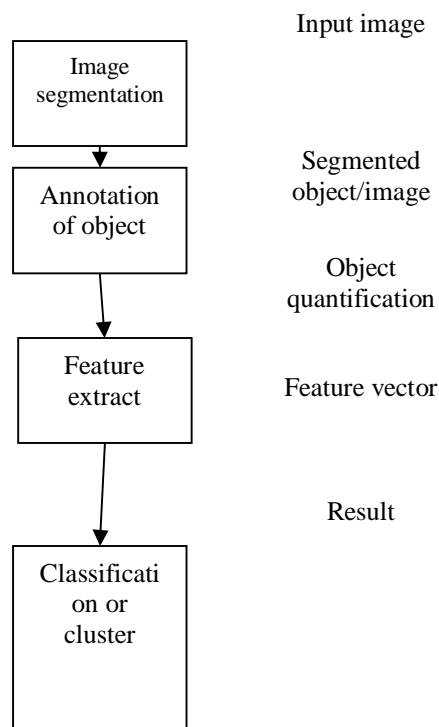 Input image
Image
segmentation
Segmented
object/image
Annotation
of object
Object
quantification
Feature
extract
Feature vector
Result
Classificati
on or
cluster